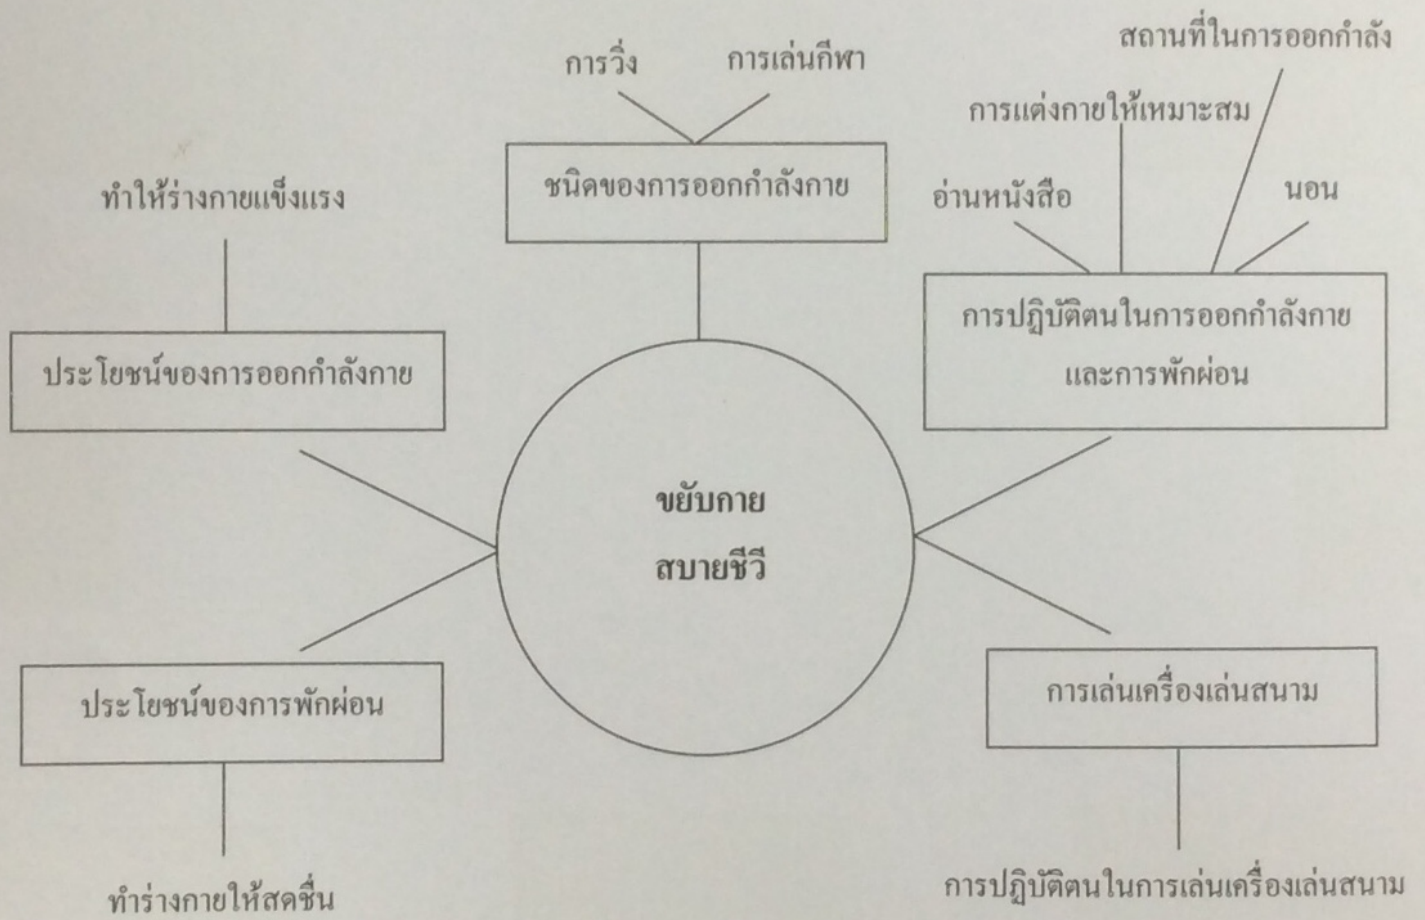 สถานที่ในการออกกำลัง
การวิ่ง
การเล่นกีฬา
การแต่งกายให้เหมาะสม
ทำให้ร่างกายแข็งแรง
ชนิดของการออกกำลังกาย
อ่านหนังสือ
นอน
การปฏิบัติตนในการออกกำลังกาย
และการพักผ่อน
ประโยชน์ของการออกกำลังกาย
ขยับกาย
สบายชีวี
ประโยชน์ของการพักผ่อน
การเล่นเครื่องเล่นสนาม
ทำร่างกายให้สดชื่น
การปฏิบัติตนในการเล่นเครื่องเล่นสนาม